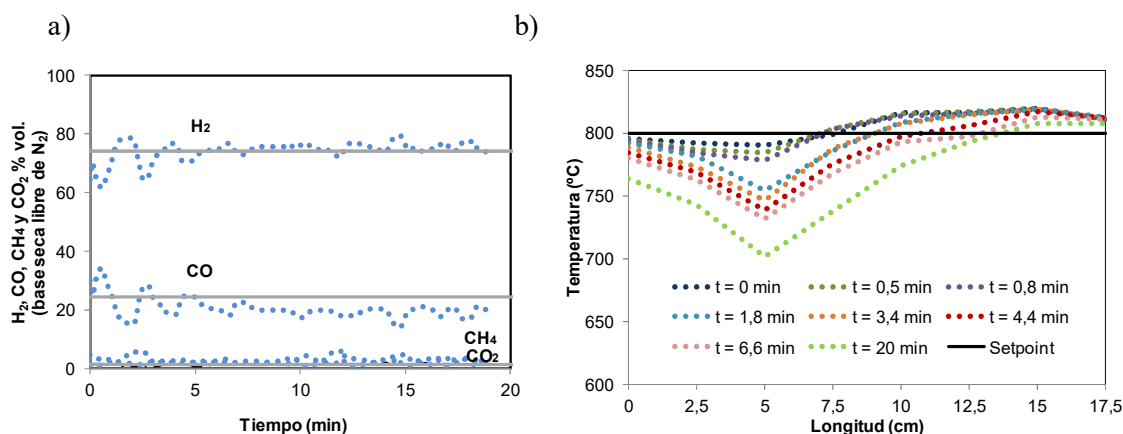 a)
b)
H₂, CO, CH4 y CO₂ % vol.
(base seca libre de N₂)
100
80
60
40
20
0
H₂
CO
CH₄
CO₂
0
5
10
15
20
Tiempo (min)
Temperatura (ºC)
850
800
750
700
650
600
t = 0 min
t = 0,5 min
t = 0,8 min
t = 1,8 min
t = 3,4 min
t = 4,4 min
t = 6,6 min
t = 20 min
Setpoint
0
2,5
5
7,5
10
12,5
15
17,5
Longitud (cm)